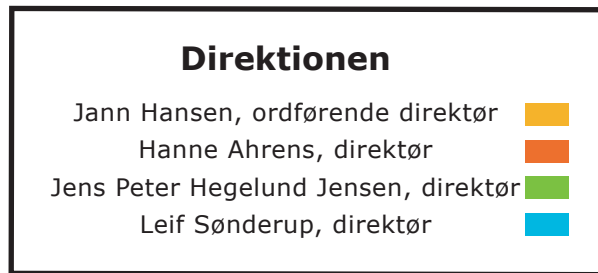 Direktionen
Jann Hansen, ordførende direktør
Hanne Ahrens, direktør
Jens Peter Hegelund Jensen, direktør
Leif Sønderup, direktør